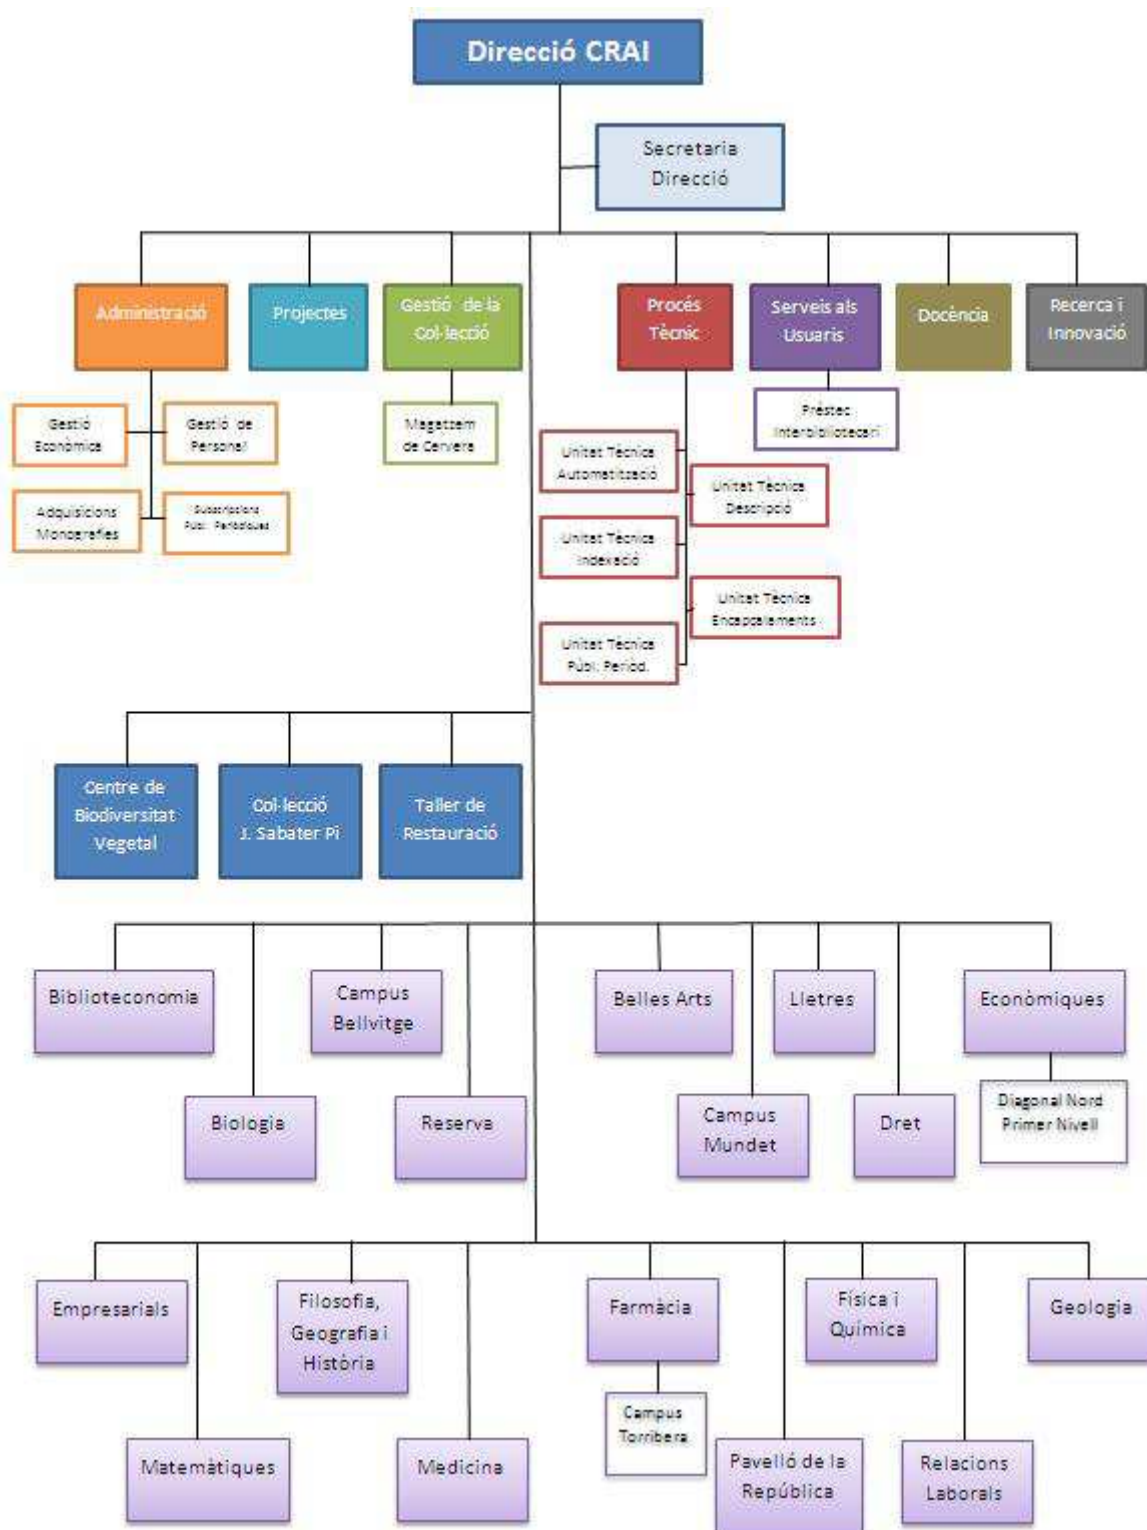 Direcció CRAI
Secretaria
Direcció
Administració
Projectes
Gestió de la
Col·lecció
Procés
Tècnic
Serveis als
Usuaris
Docència
Recerca i
Innovació
Gestió
Econòmica
Gestió de
Personal
Adquisicions
Monografies
Subscripcions
Publ. Periòdiques
Magatzem
de Cervera
Préstec
Interbibliotecari
Unitat Tècnica
Automatització
Unitat Tècnica
Descripció
Unitat Tècnica
Indexació
Unitat Tècnica
Encapçalaments
Unitat Tècnica
Públ. Periòd.
Centre de
Biodiversitat
Vegetal
Col·lecció
J. Sabater Pi
Taller de
Restauració
Biblioteconomia
Campus
Bellvitge
Belles Arts
Lletres
Econòmiques
Biologia
Reserva
Campus
Mundet
Dret
Diagonal Nord
Primer Nivell
Empresarials
Filosofia,
Geografia i
Història
Farmàcia
Física i
Química
Geologia
Campus
Torribera
Matemàtiques
Medicina
Pavelló de la
República
Relacions
Laborals